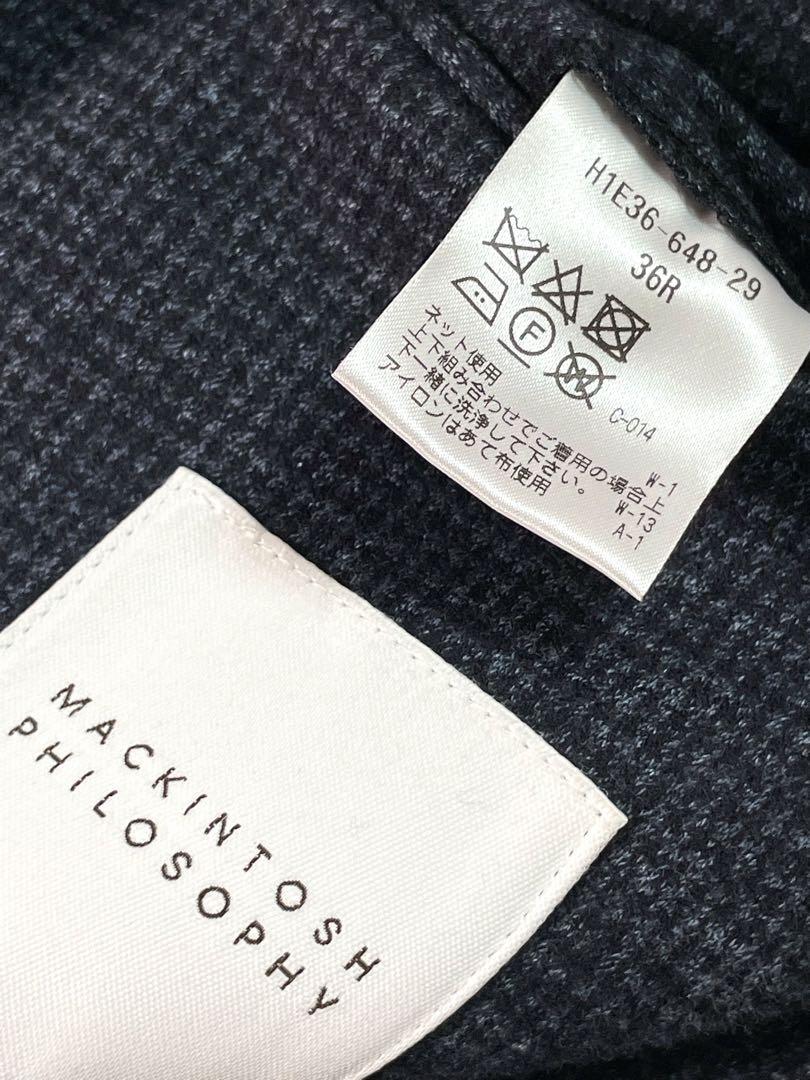 H1E36-648-29
36R
F
C-014
ネット使用
W-1
上下組み合わせでご着用の場合上
下一緒に洗浄して下さい。
W-13
アイロンはあて布使用
A-1
MACKINTOSH
PHILOSOPHY